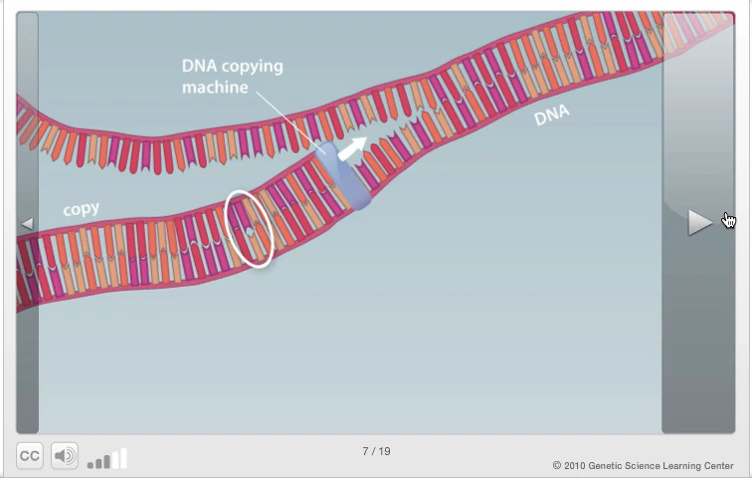 DNA copying
machine
DNA
copy
CC
7 / 19
© 2010 Genetic Science Learning Center